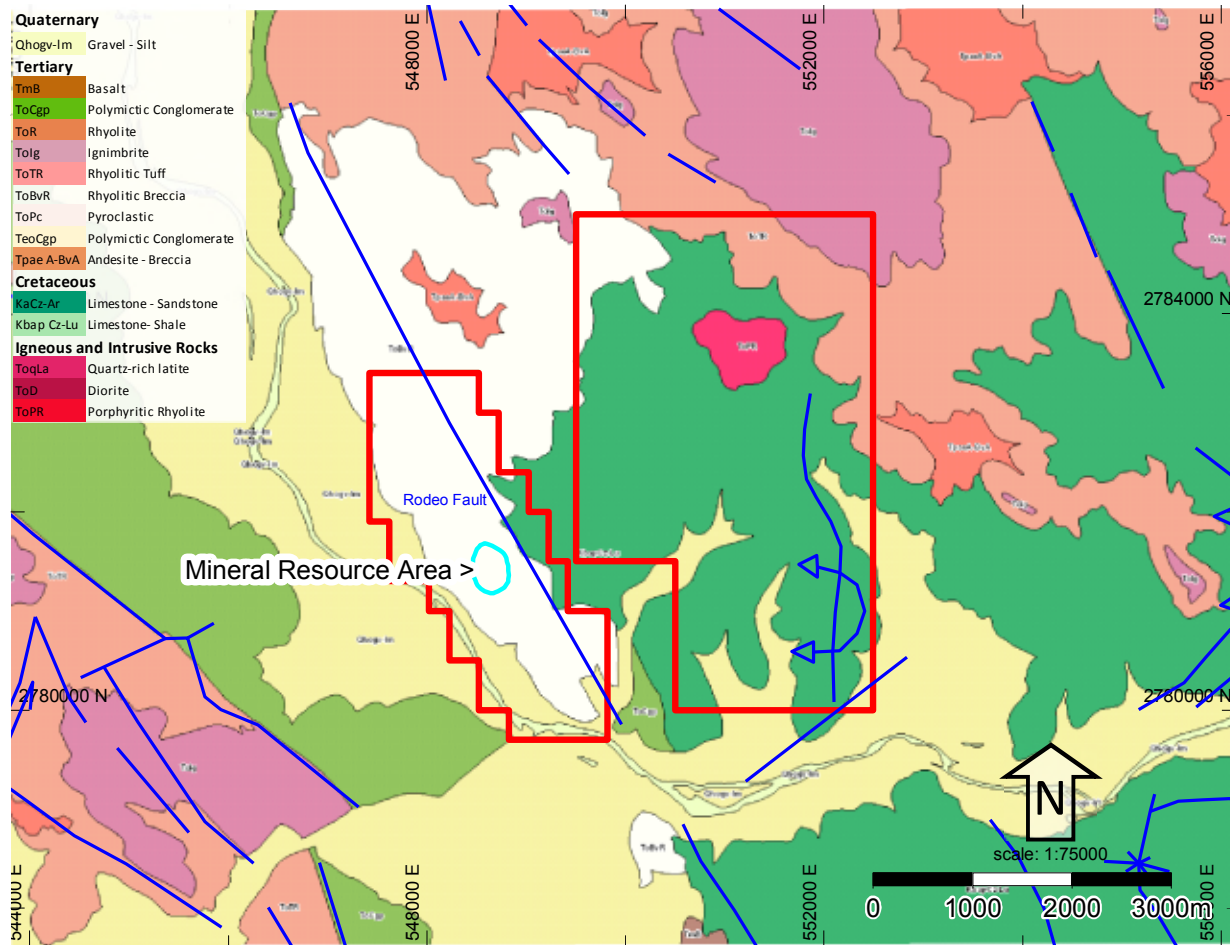 Quaternary
Qhogv-lm Gravel - Silt
Tertiary
TmB Basalt
ToCgp Polymictic Conglomerate
ToR Rhyolite
ToIg Ignimbrite
ToTR Rhyolitic Tuff
ToBvR Rhyolitic Breccia
ToPc Pyroclastic
TeoCgp Polymictic Conglomerate
Tpae A-BvA Andesite - Breccia
Cretaceous
KaCz-Ar Limestone - Sandstone
Kbap Cz-Lu Limestone- Shale
Igneous and Intrusive Rocks
ToqLa Quartz-rich latite
ToD Diorite
ToPR Porphyritic Rhyolite
548000 E
552000 E
556000 E
2784000 N
Rodeo Fault
Mineral Resource Area >
2780000 N
2780000 N
N
scale: 1:75000
0 1000 2000 3000m
544000 E
548000 E
552000 E